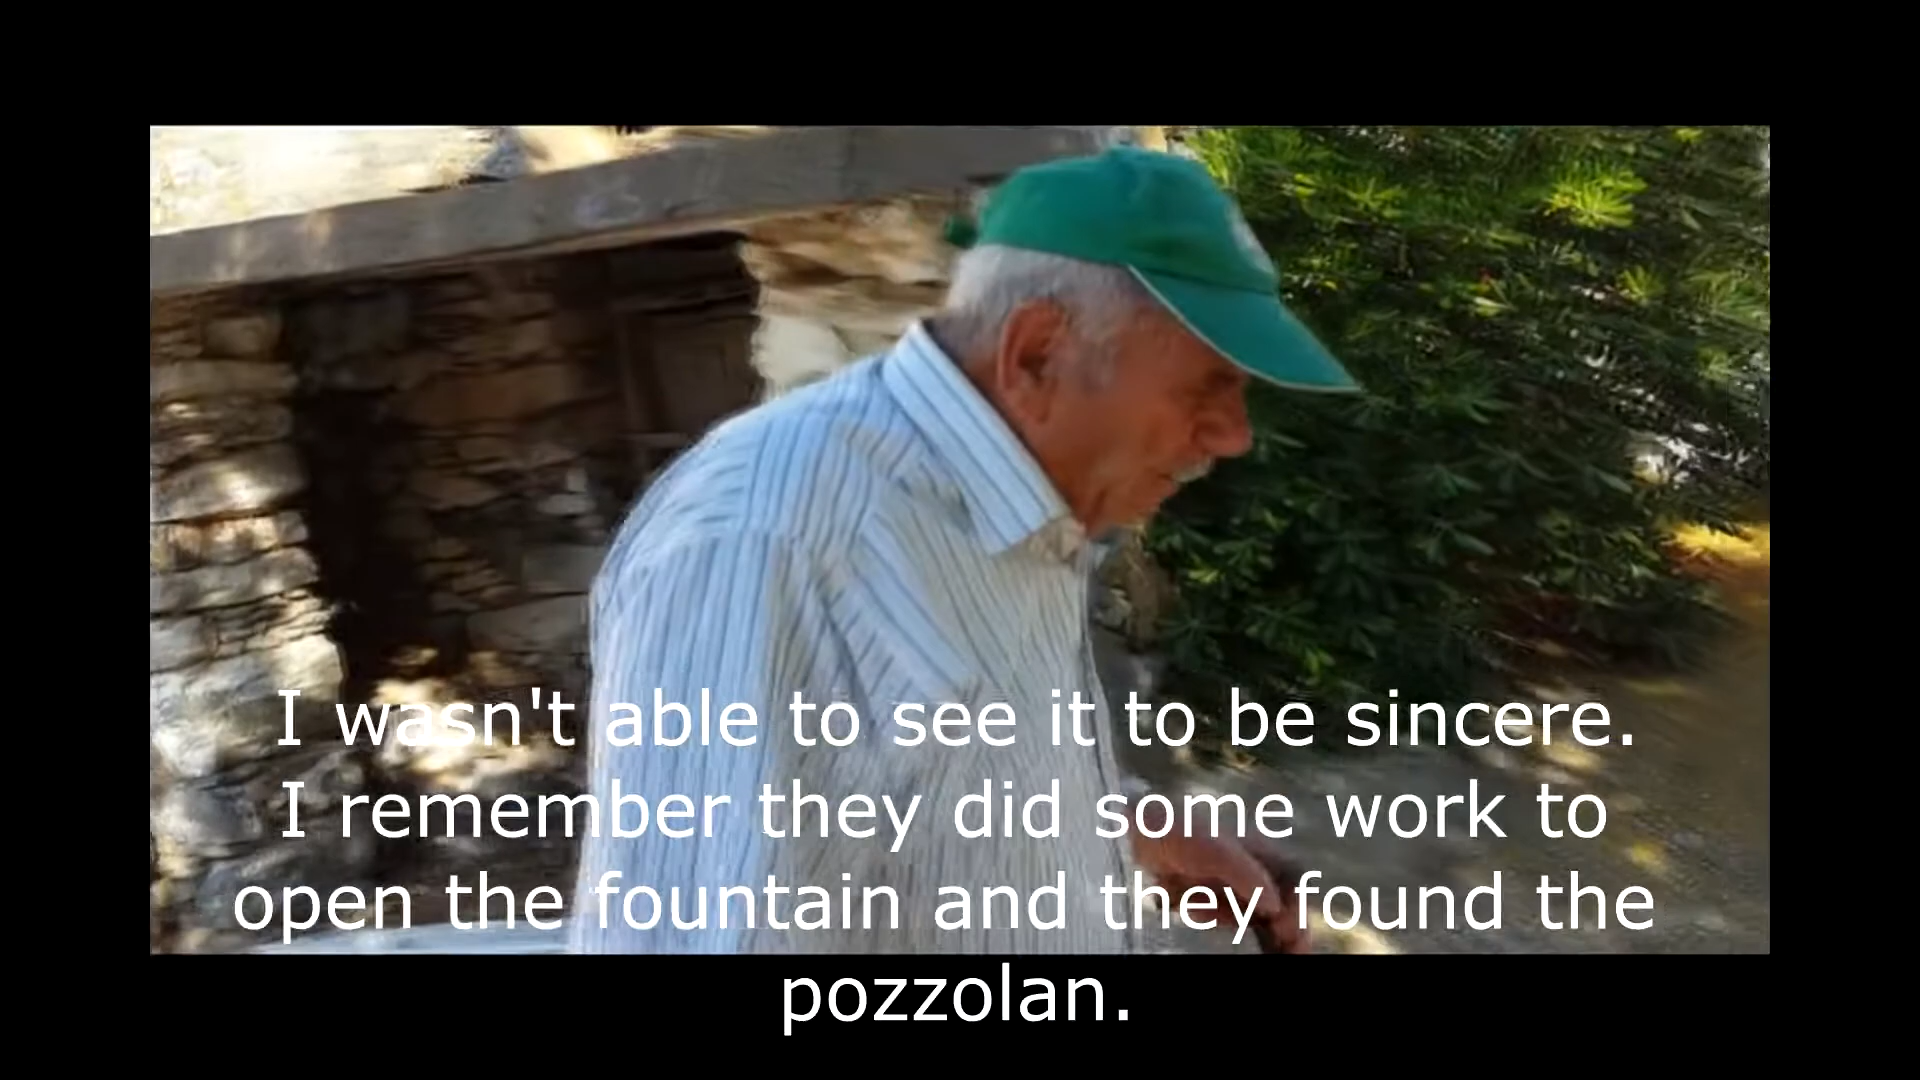 I wasn't able to see it to be sincere.
I remember they did some work to
open the fountain and they found the
pozzolan.